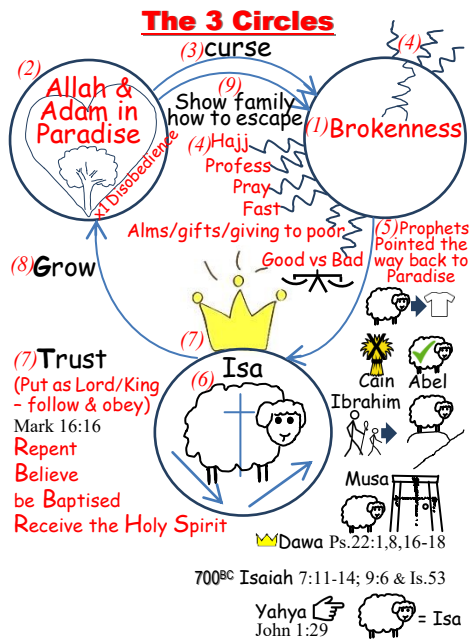 The 3 Circles
(3)curse
(4)
(2)
Allah &
Adam in
Paradise
x1 Disobedience
(9)
Show family
how to escape
(1)Brokenness
(4)Hajj
Profess
Pray
Fast
Alms/gifts/giving to poor
Good vs Bad
(5)Prophets
Pointed the
way back to
Paradise
(8)Grow
Cain Abel
Ibrahim
Musa
(7)
Isa
(6)
(7)Trust
(Put as Lord/King
– follow & obey)
Mark 16:16
Repent
Believe
be Baptised
Receive the Holy Spirit
Dawa Ps.22:1,8,16-18
700BC Isaiah 7:11-14; 9:6 & Is.53
Yahya
John 1:29
= Isa